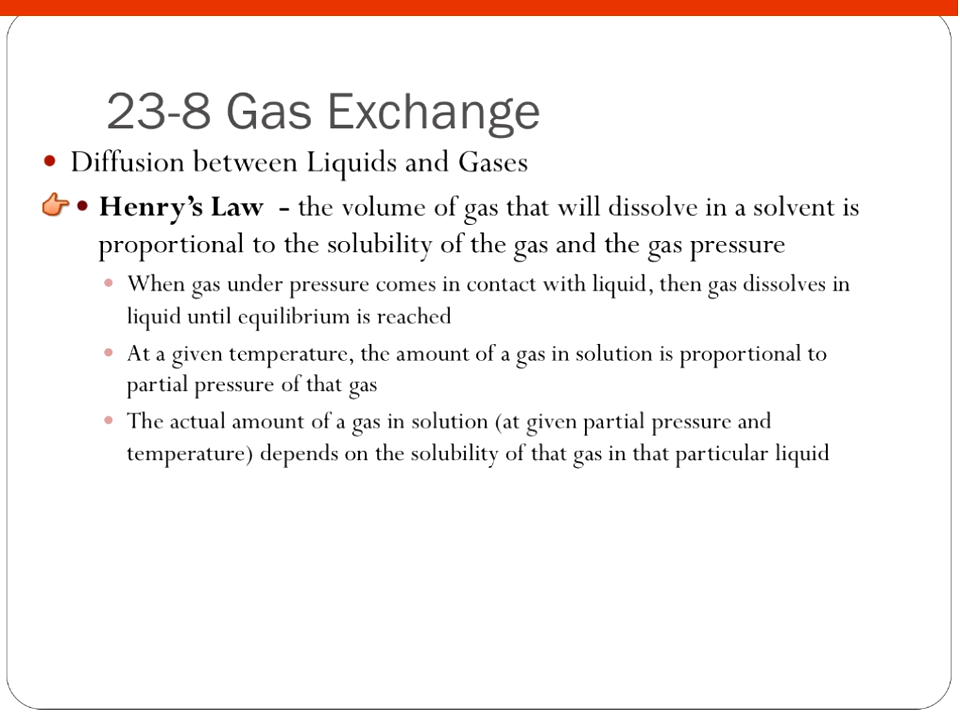 23-8 Gas Exchange
• Diffusion between Liquids and Gases
👉• Henry’s Law - the volume of gas that will dissolve in a solvent is
proportional to the solubility of the gas and the gas pressure
• When gas under pressure comes in contact with liquid, then gas dissolves in
liquid until equilibrium is reached
• At a given temperature, the amount of a gas in solution is proportional to
partial pressure of that gas
• The actual amount of a gas in solution (at given partial pressure and
temperature) depends on the solubility of that gas in that particular liquid